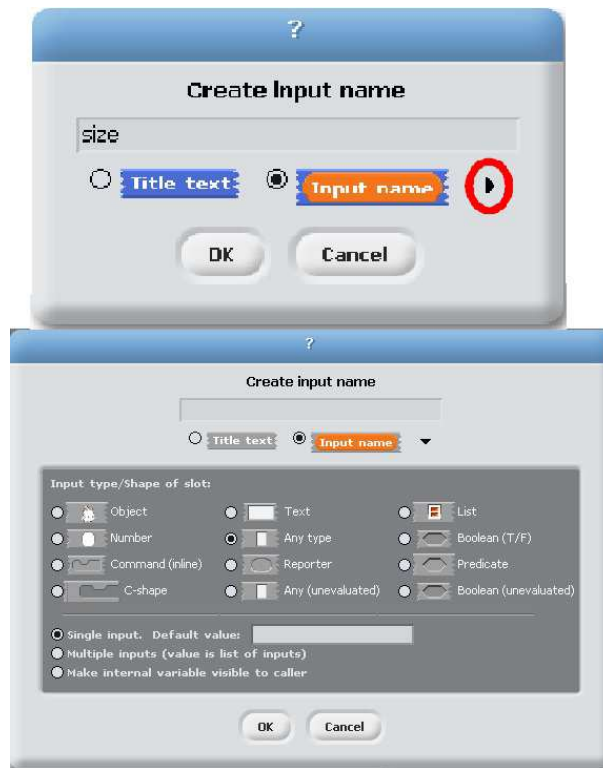 ?
Create Input name
size
Title text Input name
OK Cancel
?
Create input name
Title text Input name
Input type/Shape of slot:
Object Text List
Number Any type Boolean (T/F)
Command (inline) Reporter Predicate
C-shape Any (unevaluated) Boolean (unevaluated)
Single input. Default value:
Multiple inputs (value is list of inputs)
Make internal variable visible to caller
OK Cancel